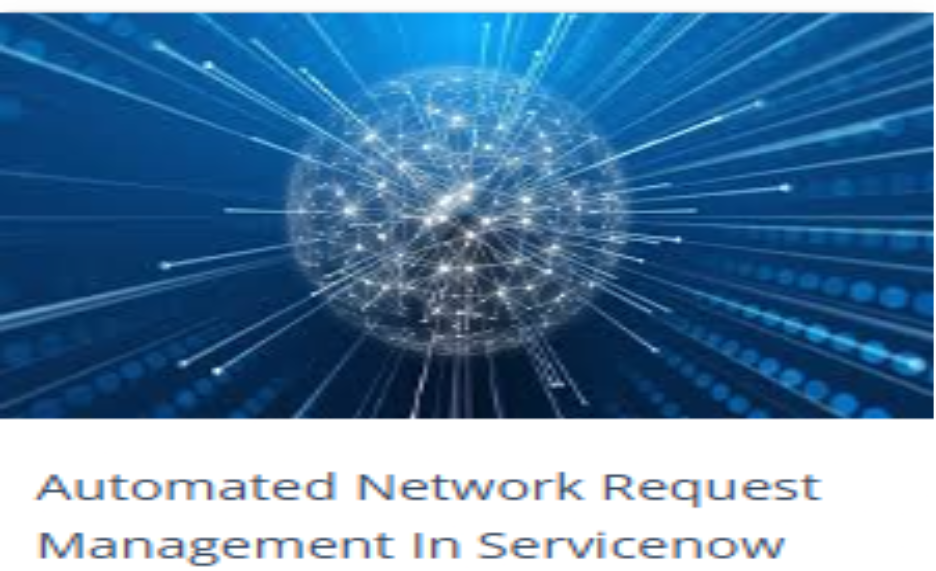 Automated Network Request
Management In Servicenow